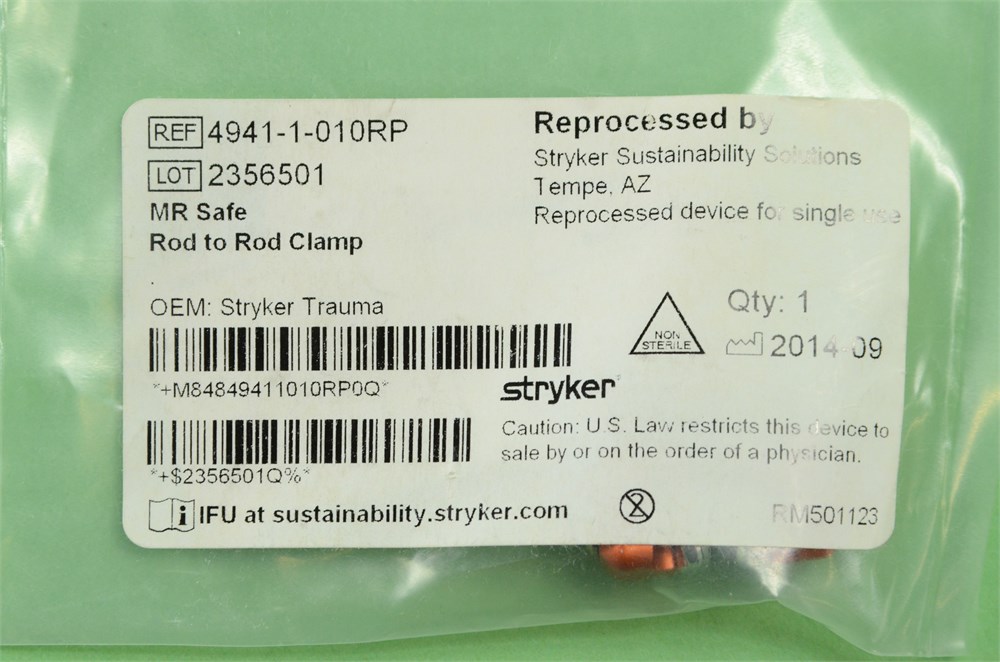 REF 4941-1-010RP
LOT 2356501
MR Safe
Rod to Rod Clamp
OEM: Stryker Trauma
*+M84849411010RP0Q*
*+$2356501Q%*
IFU at sustainability.stryker.com
Reprocessed by
Stryker Sustainability Solutions
Tempe, AZ
Reprocessed device for single use
NON
STERILE
Qty: 1
2014-09
stryker®
Caution: U.S. Law restricts this device to
sale by or on the order of a physician.
2
RM501123